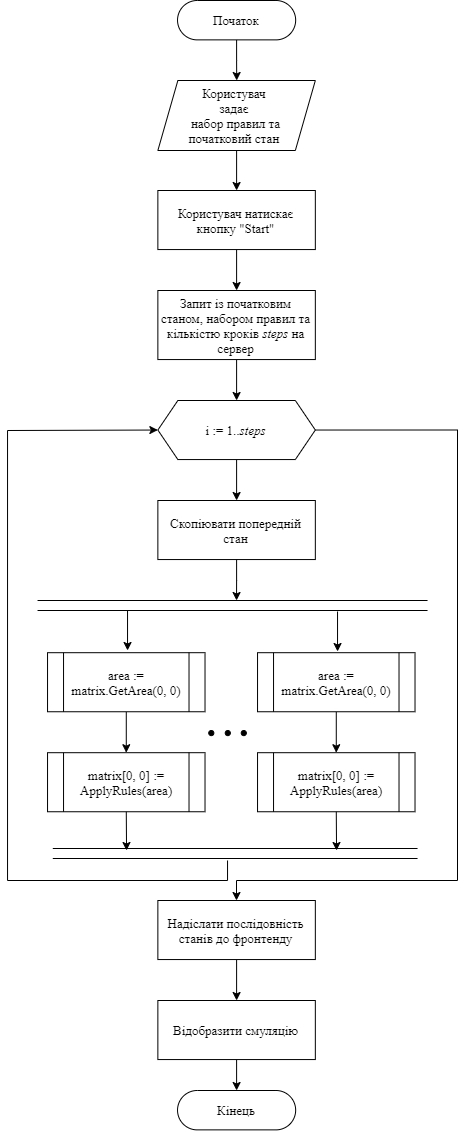 Початок
Користувач
задає
набор правил та
початковий стан
Користувач натискає
кнопку "Start"
Запит із початковим
станом, набором правил та
кількістю кроків steps на
сервер
i := 1..steps
Скопіювати попередній
стан
area :=
matrix.GetArea(0, 0)
area :=
matrix.GetArea(0, 0)
matrix[0, 0] :=
ApplyRules(area)
matrix[0, 0] :=
ApplyRules(area)
Надіслати послідовність
станів до фронтенду
Відобразити смуляцію
Кінець